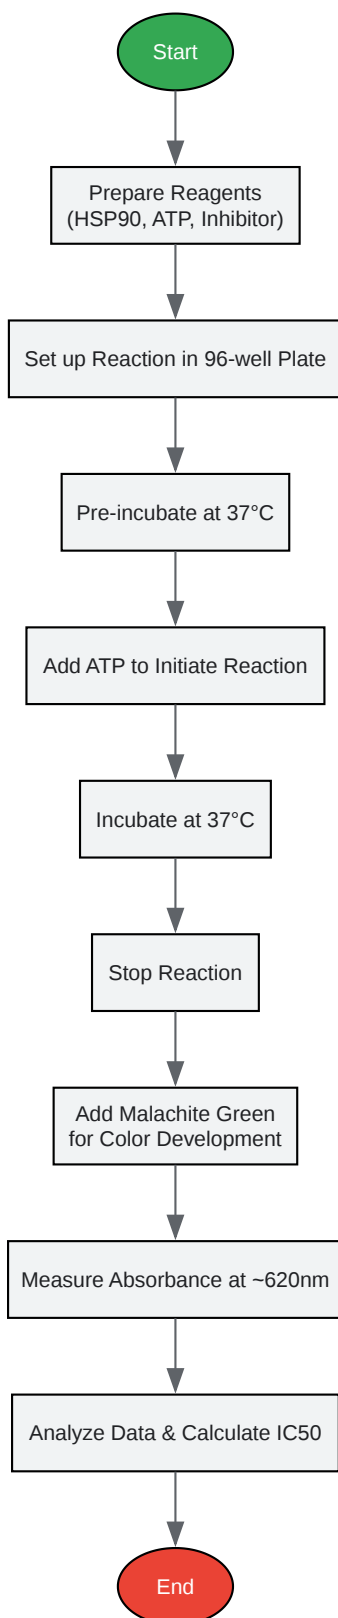 Start
Prepare Reagents
(HSP90, ATP, Inhibitor)
Set up Reaction in 96-well Plate
Pre-incubate at 37°C
Add ATP to Initiate Reaction
Incubate at 37°C
Stop Reaction
Add Malachite Green
for Color Development
Measure Absorbance at ~620nm
Analyze Data & Calculate IC50
End